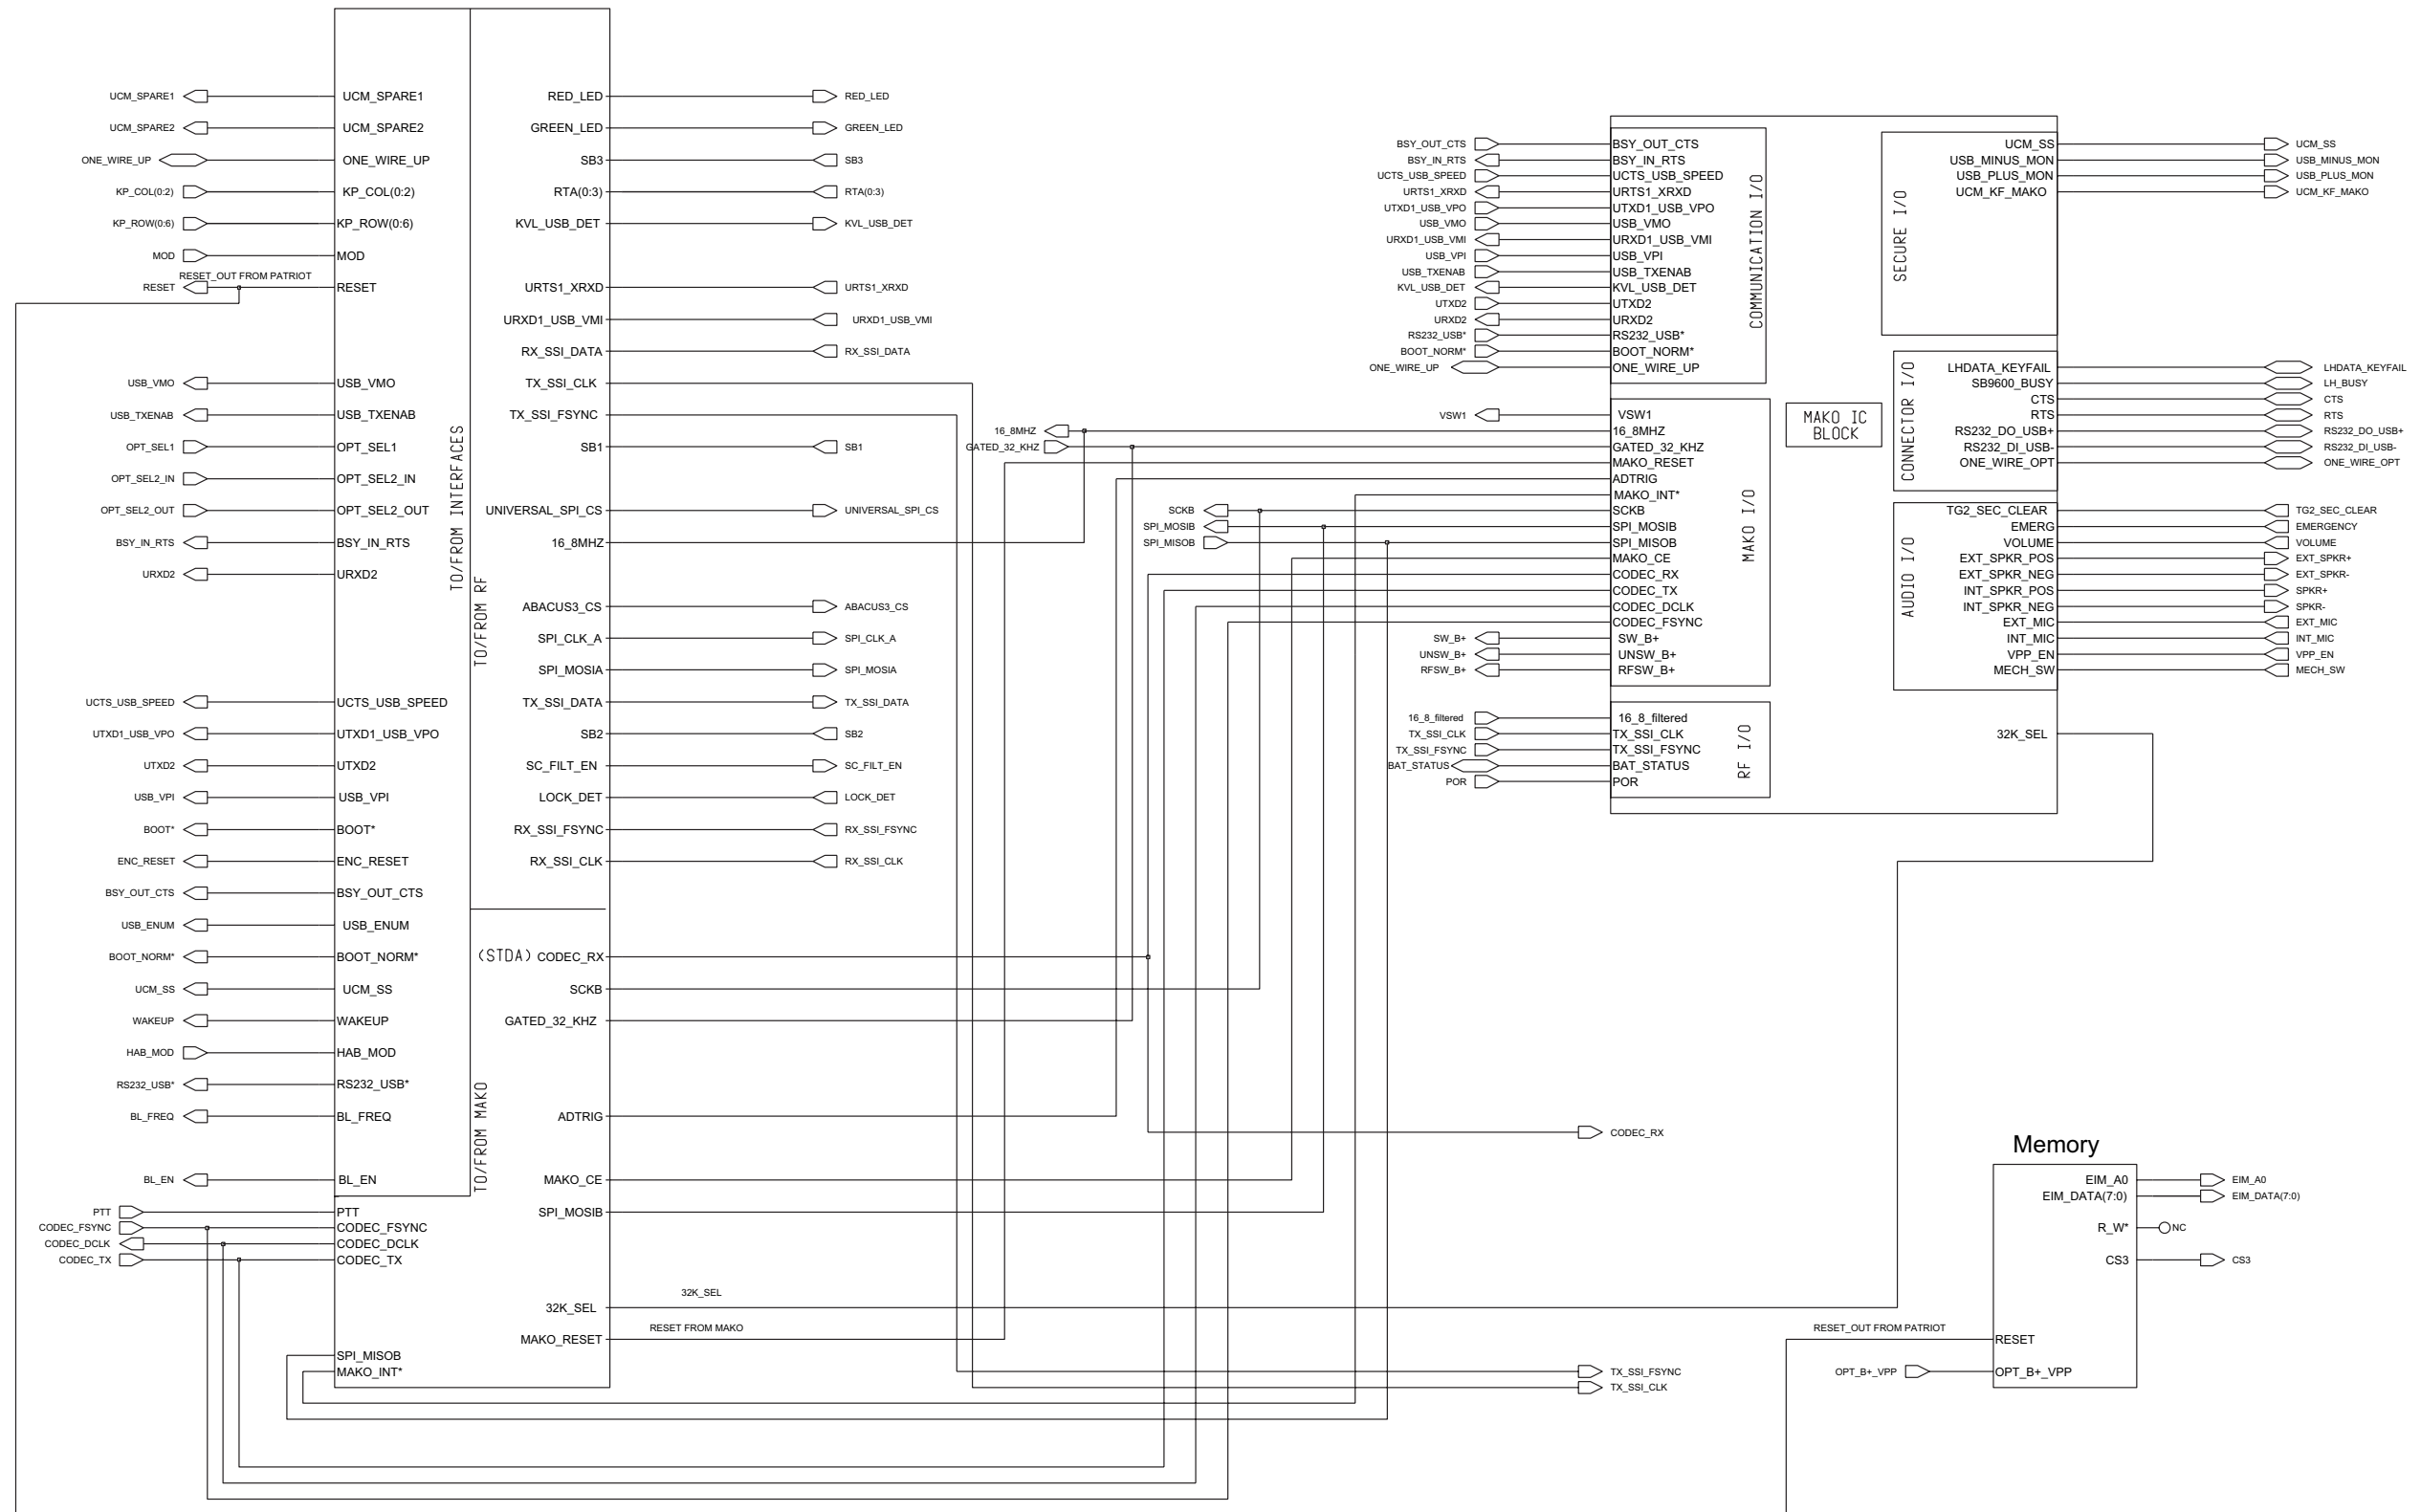 UCM_SPARE1
UCM_SPARE2
ONE_WIRE_UP
KP_COL(0:2)
KP_ROW(0:6)
MOD
RESET_OUT FROM PATRIOT
RESET
USB_VMO
USB_TXENAB
OPT_SEL1
OPT_SEL2_IN
OPT_SEL2_OUT
BSY_IN_RTS
URXD2
UCTS_USB_SPEED
UTXD1_USB_VPO
UTXD2
USB_VPI
BOOT*
ENC_RESET
BSY_OUT_CTS
USB_ENUM
BOOT_NORM*
UCM_SS
WAKEUP
HAB_MOD
RS232_USB*
BL_FREQ
BL_EN
PTT
CODEC_FSYNC
CODEC_DCLK
CODEC_TX
UCM_SPARE1
UCM_SPARE2
ONE_WIRE_UP
KP_COL(0:2)
KP_ROW(0:6)
MOD
RESET
USB_VMO
USB_TXENAB
OPT_SEL1
OPT_SEL2_IN
OPT_SEL2_OUT
BSY_IN_RTS
URXD2
UCTS_USB_SPEED
UTXD1_USB_VPO
UTXD2
USB_VPI
BOOT*
ENC_RESET
BSY_OUT_CTS
USB_ENUM
BOOT_NORM*
UCM_SS
WAKEUP
HAB_MOD
RS232_USB*
BL_FREQ
BL_EN
PTT
CODEC_FSYNC
CODEC_DCLK
CODEC_TX
SPI_MISOB
MAKO_INT*
TO/FROM INTERFACES
TO/FROM RF
TO/FROM MAKO
RED_LED
GREEN_LED
SB3
RTA(0:3)
KVL_USB_DET
URTS1_XRXD
URXD1_USB_VMI
RX_SSI_DATA
TX_SSI_CLK
TX_SSI_FSYNC
SB1
UNIVERSAL_SPI_CS
16_8MHZ
ABACUS3_CS
SPI_CLK_A
SPI_MOSIA
TX_SSI_DATA
SB2
SC_FILT_EN
LOCK_DET
RX_SSI_FSYNC
RX_SSI_CLK
(STDA) CODEC_RX
SCKB
GATED_32_KHZ
ADTRIG
MAKO_CE
SPI_MOSIB
32K_SEL
MAKO_RESET
32K_SEL
RESET FROM MAKO
RED_LED
GREEN_LED
SB3
RTA(0:3)
KVL_USB_DET
URTS1_XRXD
URXD1_USB_VMI
RX_SSI_DATA
SB1
UNIVERSAL_SPI_CS
ABACUS3_CS
SPI_CLK_A
SPI_MOSIA
TX_SSI_DATA
SB2
SC_FILT_EN
LOCK_DET
RX_SSI_FSYNC
RX_SSI_CLK
BSY_OUT_CTS
BSY_IN_RTS
UCTS_USB_SPEED
URTS1_XRXD
UTXD1_USB_VPO
USB_VMO
URXD1_USB_VMI
USB_VPI
USB_TXENAB
KVL_USB_DET
UTXD2
URXD2
RS232_USB*
BOOT_NORM*
ONE_WIRE_UP
VSW1
16_8MHZ
GATED_32_KHZ
SCKB
SPI_MOSIB
SPI_MISOB
SW_B+
UNSW_B+
RFSW_B+
16_8_filtered
TX_SSI_CLK
TX_SSI_FSYNC
BAT_STATUS
POR
BSY_OUT_CTS
BSY_IN_RTS
UCTS_USB_SPEED
URTS1_XRXD
UTXD1_USB_VPO
USB_VMO
URXD1_USB_VMI
USB_VPI
USB_TXENAB
KVL_USB_DET
UTXD2
URXD2
RS232_USB*
BOOT_NORM*
ONE_WIRE_UP
COMMUNICATION I/O
VSW1
16_8MHZ
GATED_32_KHZ
MAKO_RESET
ADTRIG
MAKO_INT*
SCKB
SPI_MOSIB
SPI_MISOB
MAKO_CE
CODEC_RX
CODEC_TX
CODEC_DCLK
CODEC_FSYNC
SW_B+
UNSW_B+
RFSW_B+
MAKO I/O
16_8_filtered
TX_SSI_CLK
TX_SSI_FSYNC
BAT_STATUS
POR
RF I/O
MAKO IC
BLOCK
SECURE I/O
UCM_SS
USB_MINUS_MON
USB_PLUS_MON
UCM_KF_MAKO
CONNECTOR I/O
LHDATA_KEYFAIL
SB9600_BUSY
CTS
RTS
RS232_DO_USB+
RS232_DI_USB-
ONE_WIRE_OPT
AUDIO I/O
TG2_SEC_CLEAR
EMERG
VOLUME
EXT_SPKR_POS
EXT_SPKR_NEG
INT_SPKR_POS
INT_SPKR_NEG
EXT_MIC
INT_MIC
VPP_EN
MECH_SW
32K_SEL
UCM_SS
USB_MINUS_MON
USB_PLUS_MON
UCM_KF_MAKO
LHDATA_KEYFAIL
LH_BUSY
CTS
RTS
RS232_DO_USB+
RS232_DI_USB-
ONE_WIRE_OPT
TG2_SEC_CLEAR
EMERGENCY
VOLUME
EXT_SPKR+
EXT_SPKR-
SPKR+
SPKR-
EXT_MIC
INT_MIC
VPP_EN
MECH_SW
CODEC_RX
TX_SSI_FSYNC
TX_SSI_CLK
Memory
EIM_A0
EIM_DATA(7:0)
R_W*
CS3
RESET
OPT_B+_VPP
EIM_A0
EIM_DATA(7:0)
NC
CS3
RESET_OUT FROM PATRIOT
OPT_B+_VPP